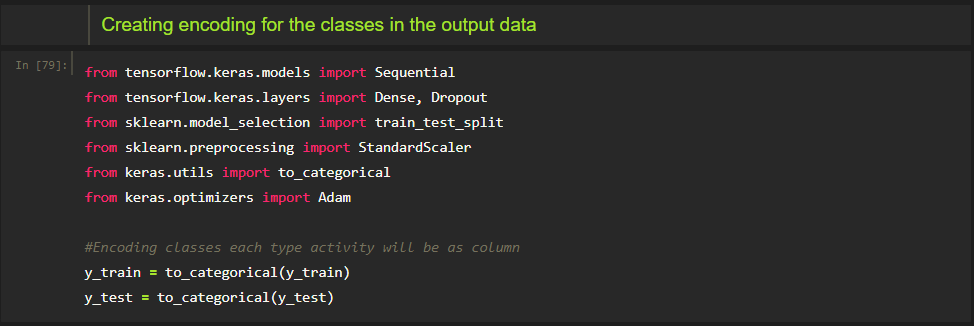 Creating encoding for the classes in the output data
In [79]:
from tensorflow.keras.models import Sequential
from tensorflow.keras.layers import Dense, Dropout
from sklearn.model_selection import train_test_split
from sklearn.preprocessing import StandardScaler
from keras.utils import to_categorical
from keras.optimizers import Adam
#Encoding classes each type activity will be as column
y_train = to_categorical(y_train)
y_test = to_categorical(y_test)